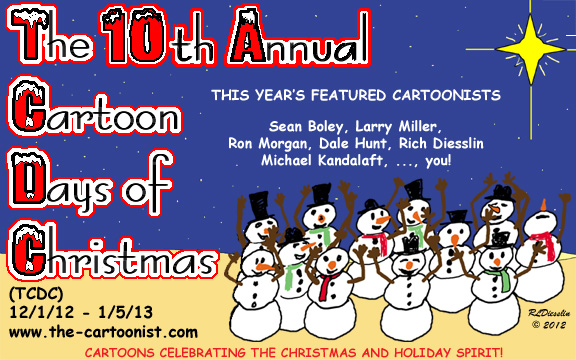 The 10th Annual
Cartoon
Days of
Christmas
(TCDC)
12/1/12 - 1/5/13
www.the-cartoonist.com
THIS YEAR'S FEATURED CARTOONISTS
Sean Boley, Larry Miller,
Ron Morgan, Dale Hunt, Rich Diesslin
Michael Kandalaft, ..., you!
RLDiesslin
© 2012
CARTOONS CELEBRATING THE CHRISTMAS AND HOLIDAY SPIRIT!